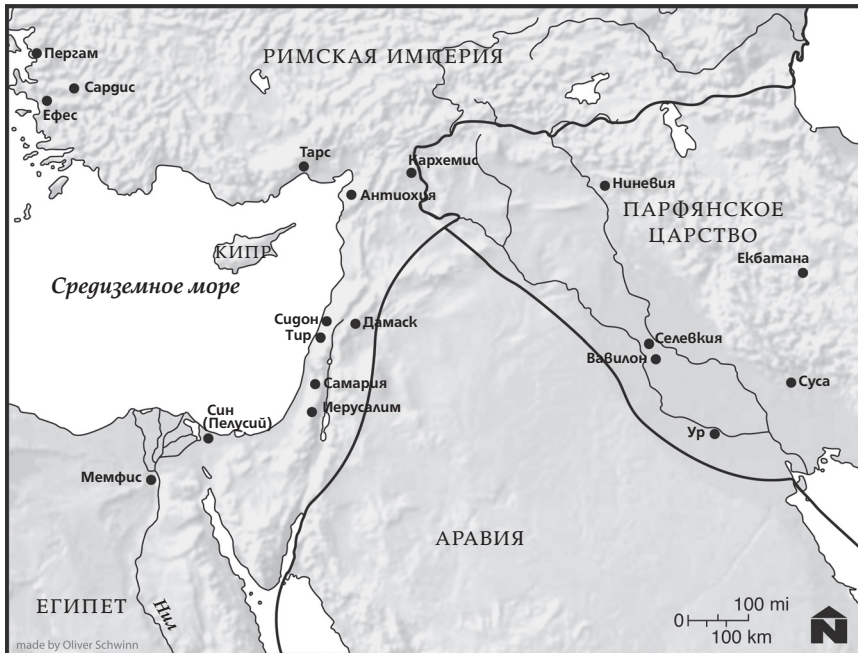 Пергам
РИМСКАЯ ИМПЕРИЯ
Сардис
Ефес
Тарс
Кархемис
Антиохия
Ниневия
ПАРФЯНСКОЕ
ЦАРСТВО
КИПР
Екбатана
Средиземное море
Сидон
Дамаск
Тир
Селевкия
Вавилон
Самария
Суса
Иерусалим
Син
(Пелусий)
Ур
Мемфис
АРАВИЯ
ЕГИПЕТ
Нил
0
100 mi
100 km
N
made by Oliver Schwinn